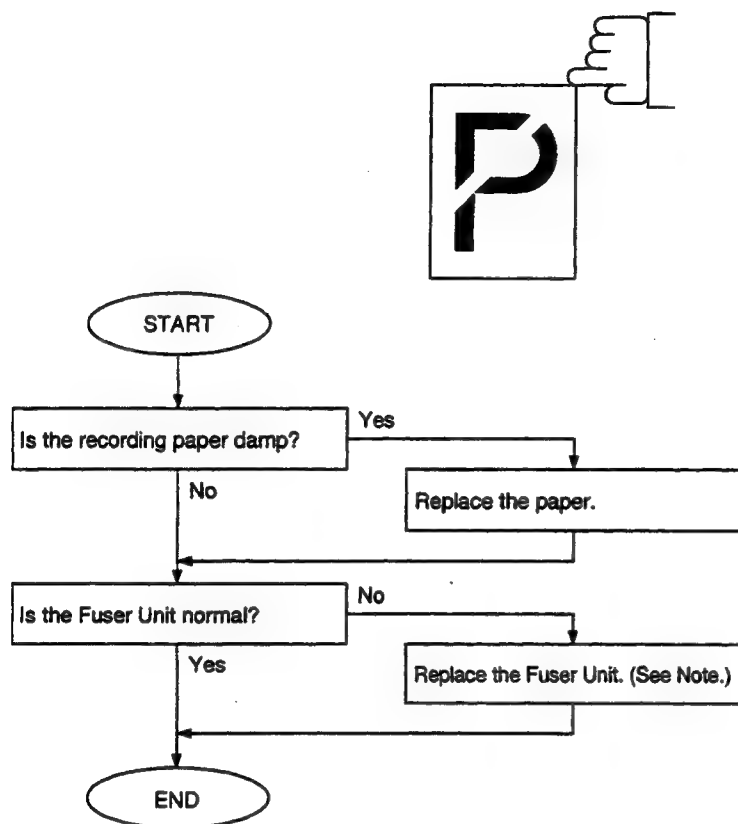 P
START
Is the recording paper damp?
Yes
No
Replace the paper.
Is the Fuser Unit normal?
No
Yes
Replace the Fuser Unit. (See Note.)
END